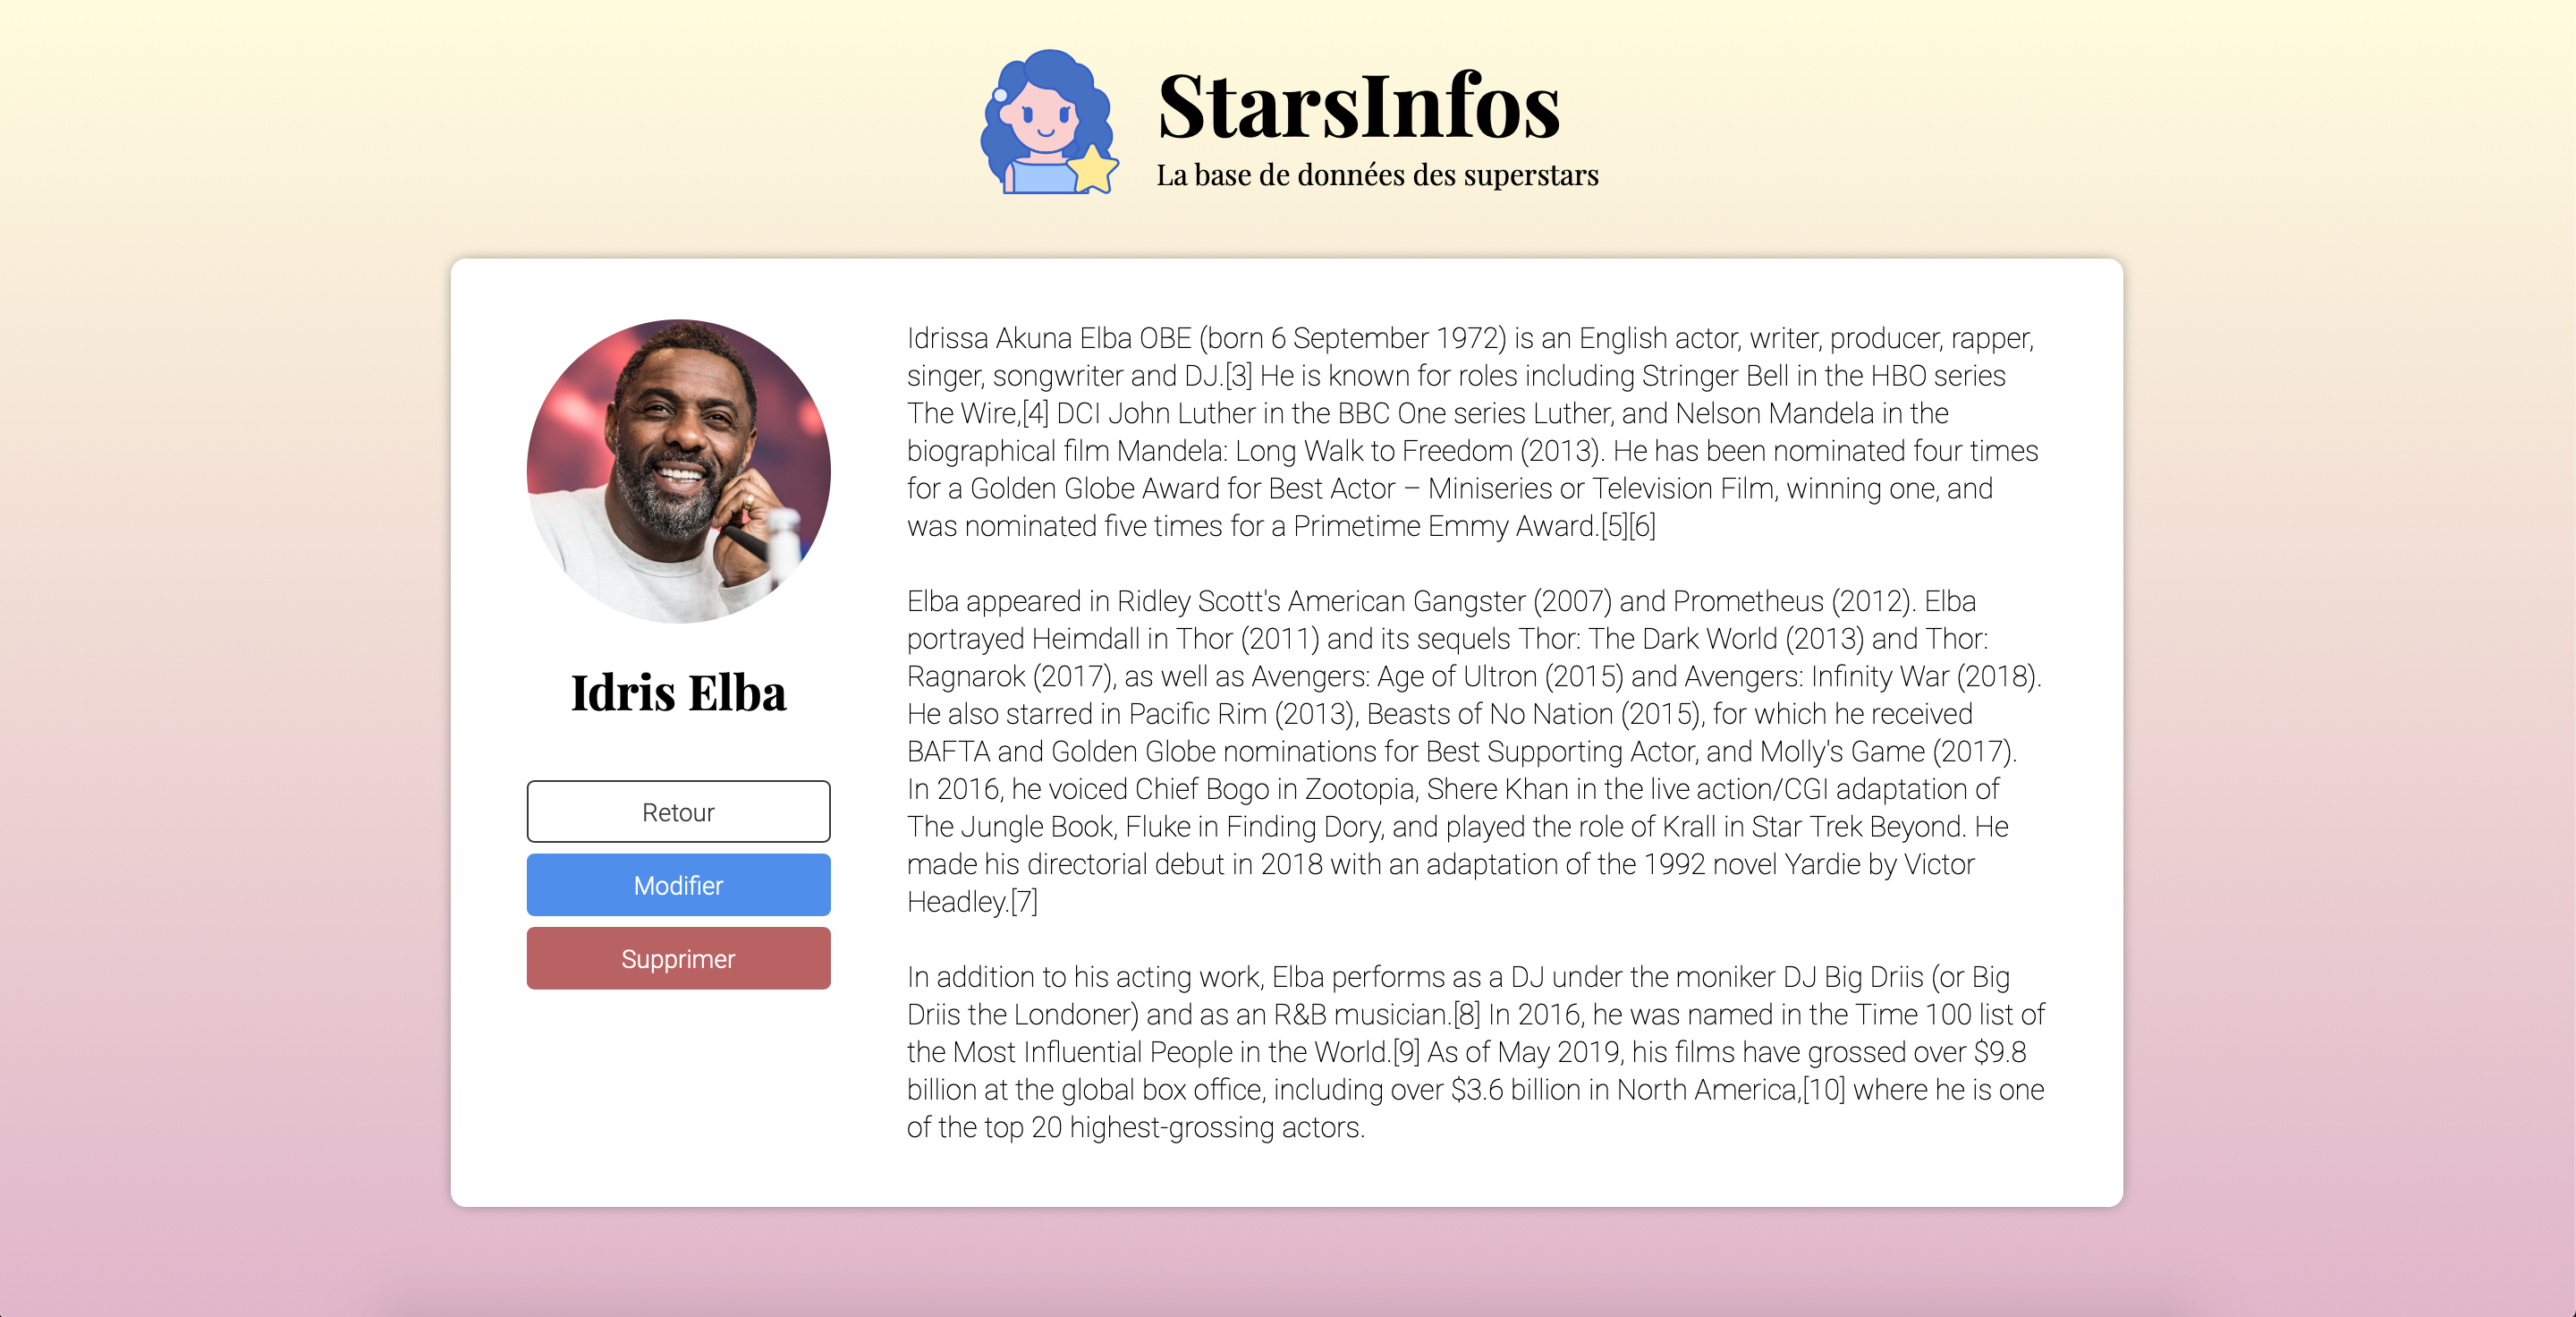 StarsInfos
La base de données des superstars
Idris Elba
Retour
Modifier
Supprimer
Idrissa Akuna Elba OBE (born 6 September 1972) is an English actor, writer, producer, rapper,
singer, songwriter and DJ.[3] He is known for roles including Stringer Bell in the HBO series
The Wire,[4] DCI John Luther in the BBC One series Luther, and Nelson Mandela in the
biographical film Mandela: Long Walk to Freedom (2013). He has been nominated four times
for a Golden Globe Award for Best Actor – Miniseries or Television Film, winning one, and
was nominated five times for a Primetime Emmy Award.[5][6]
Elba appeared in Ridley Scott's American Gangster (2007) and Prometheus (2012). Elba
portrayed Heimdall in Thor (2011) and its sequels Thor: The Dark World (2013) and Thor:
Ragnarok (2017), as well as Avengers: Age of Ultron (2015) and Avengers: Infinity War (2018).
He also starred in Pacific Rim (2013), Beasts of No Nation (2015), for which he received
BAFTA and Golden Globe nominations for Best Supporting Actor, and Molly's Game (2017).
In 2016, he voiced Chief Bogo in Zootopia, Shere Khan in the live action/CGI adaptation of
The Jungle Book, Fluke in Finding Dory, and played the role of Krall in Star Trek Beyond. He
made his directorial debut in 2018 with an adaptation of the 1992 novel Yardie by Victor
Headley.[7]
In addition to his acting work, Elba performs as a DJ under the moniker DJ Big Driis (or Big
Driis the Londoner) and as an R&B musician.[8] In 2016, he was named in the Time 100 list of
the Most Influential People in the World.[9] As of May 2019, his films have grossed over $9.8
billion at the global box office, including over $3.6 billion in North America,[10] where he is one
of the top 20 highest-grossing actors.